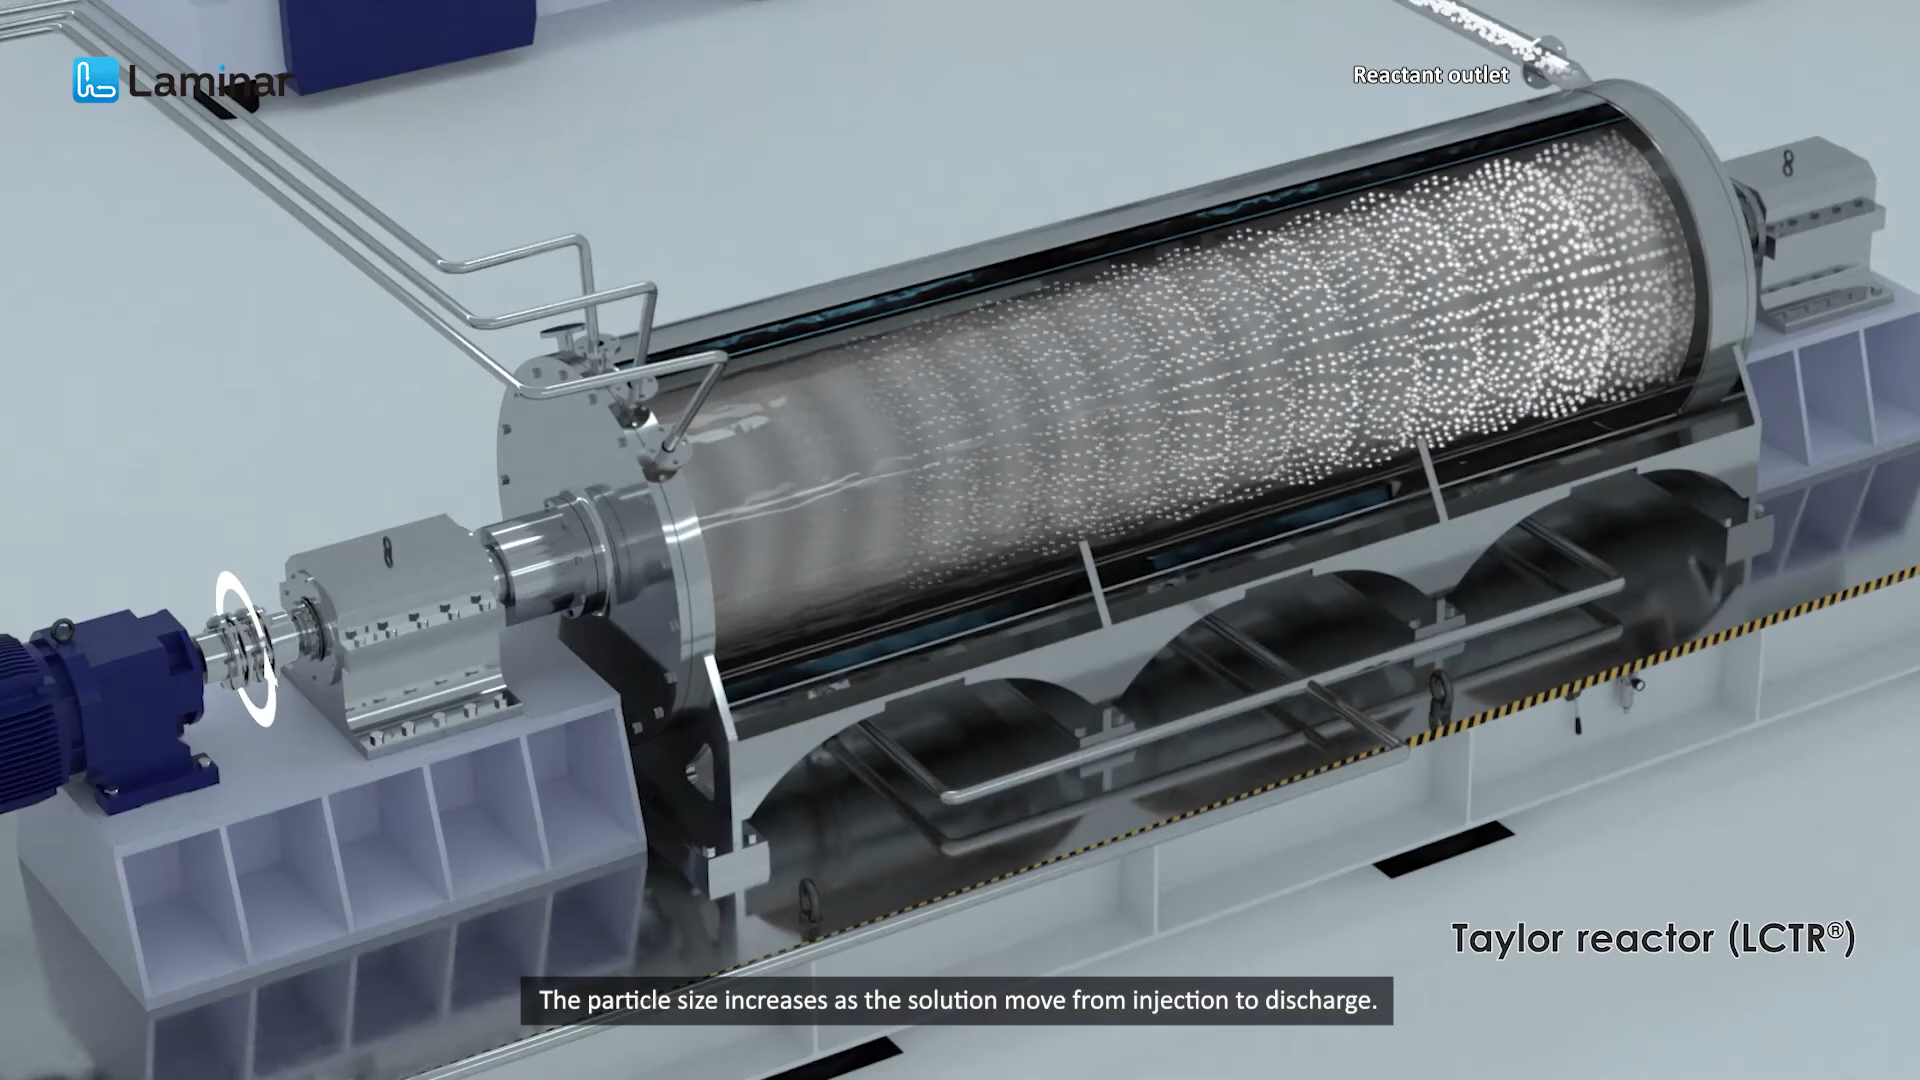 Laminar
Reactant outlet
Taylor reactor (LCTR®)
The particle size increases as the solution move from injection to discharge.